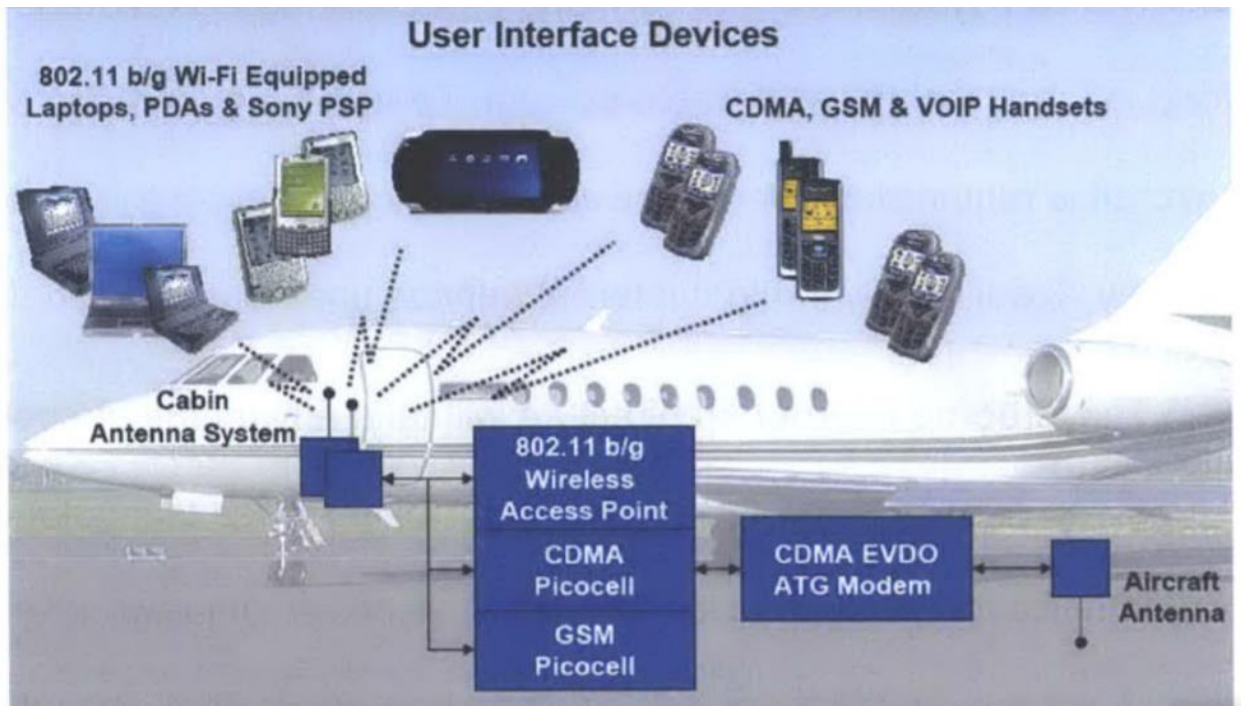 User Interface Devices
802.11 b/g Wi-Fi Equipped
Laptops, PDAs & Sony PSP
CDMA, GSM & VOIP Handsets
Cabin
Antenna System
802.11 b/g
Wireless
Access Point
CDMA
Picocell
GSM
Picocell
CDMA EVDO
ATG Modem
Aircraft
Antenna